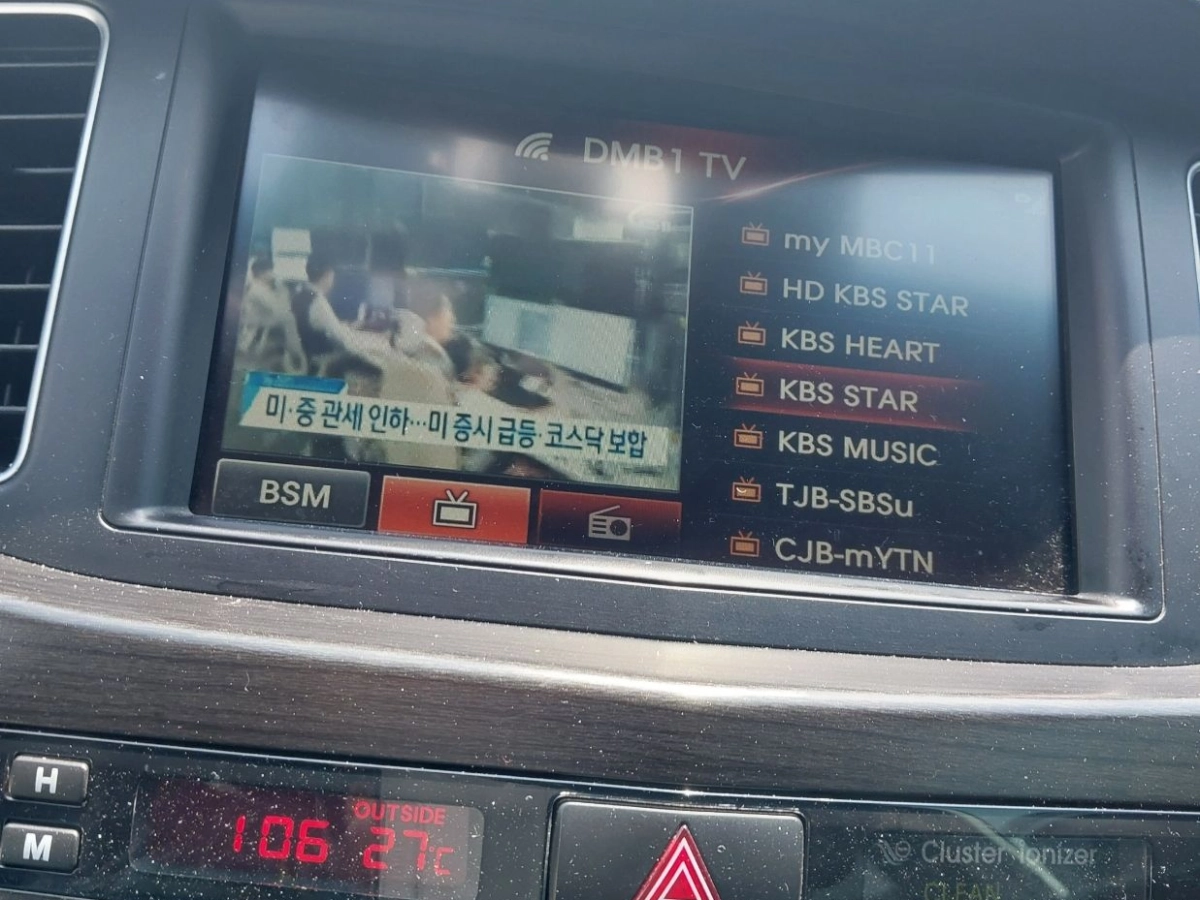 DMB1 TV
my MBC11
HD KBS STAR
KBS HEART
KBS STAR
KBS MUSIC
TJB-SBSu
CJB-mYTN
미·중 관세 인하…미 증시 급등·코스닥 보합
BSM
H
M
OUTSIDE
106 27℃
Cluster Ionizer
CLEAN